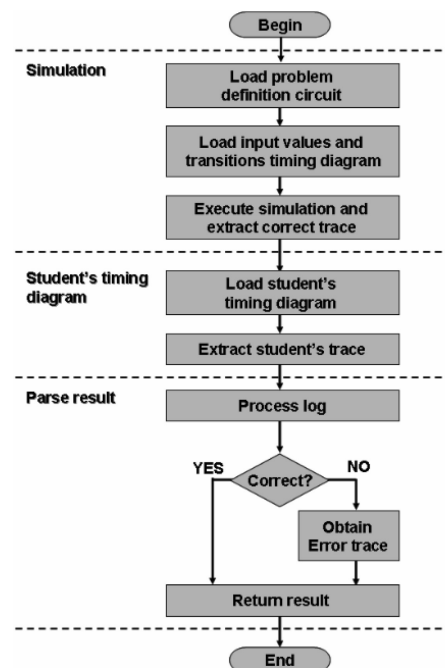 Begin
Simulation
Load problem
definition circuit
Load input values and
transitions timing diagram
Execute simulation and
extract correct trace
Student's timing
diagram
Load student's
timing diagram
Extract student's trace
Parse result
Process log
YES
NO
Correct?
Obtain
Error trace
Return result
End